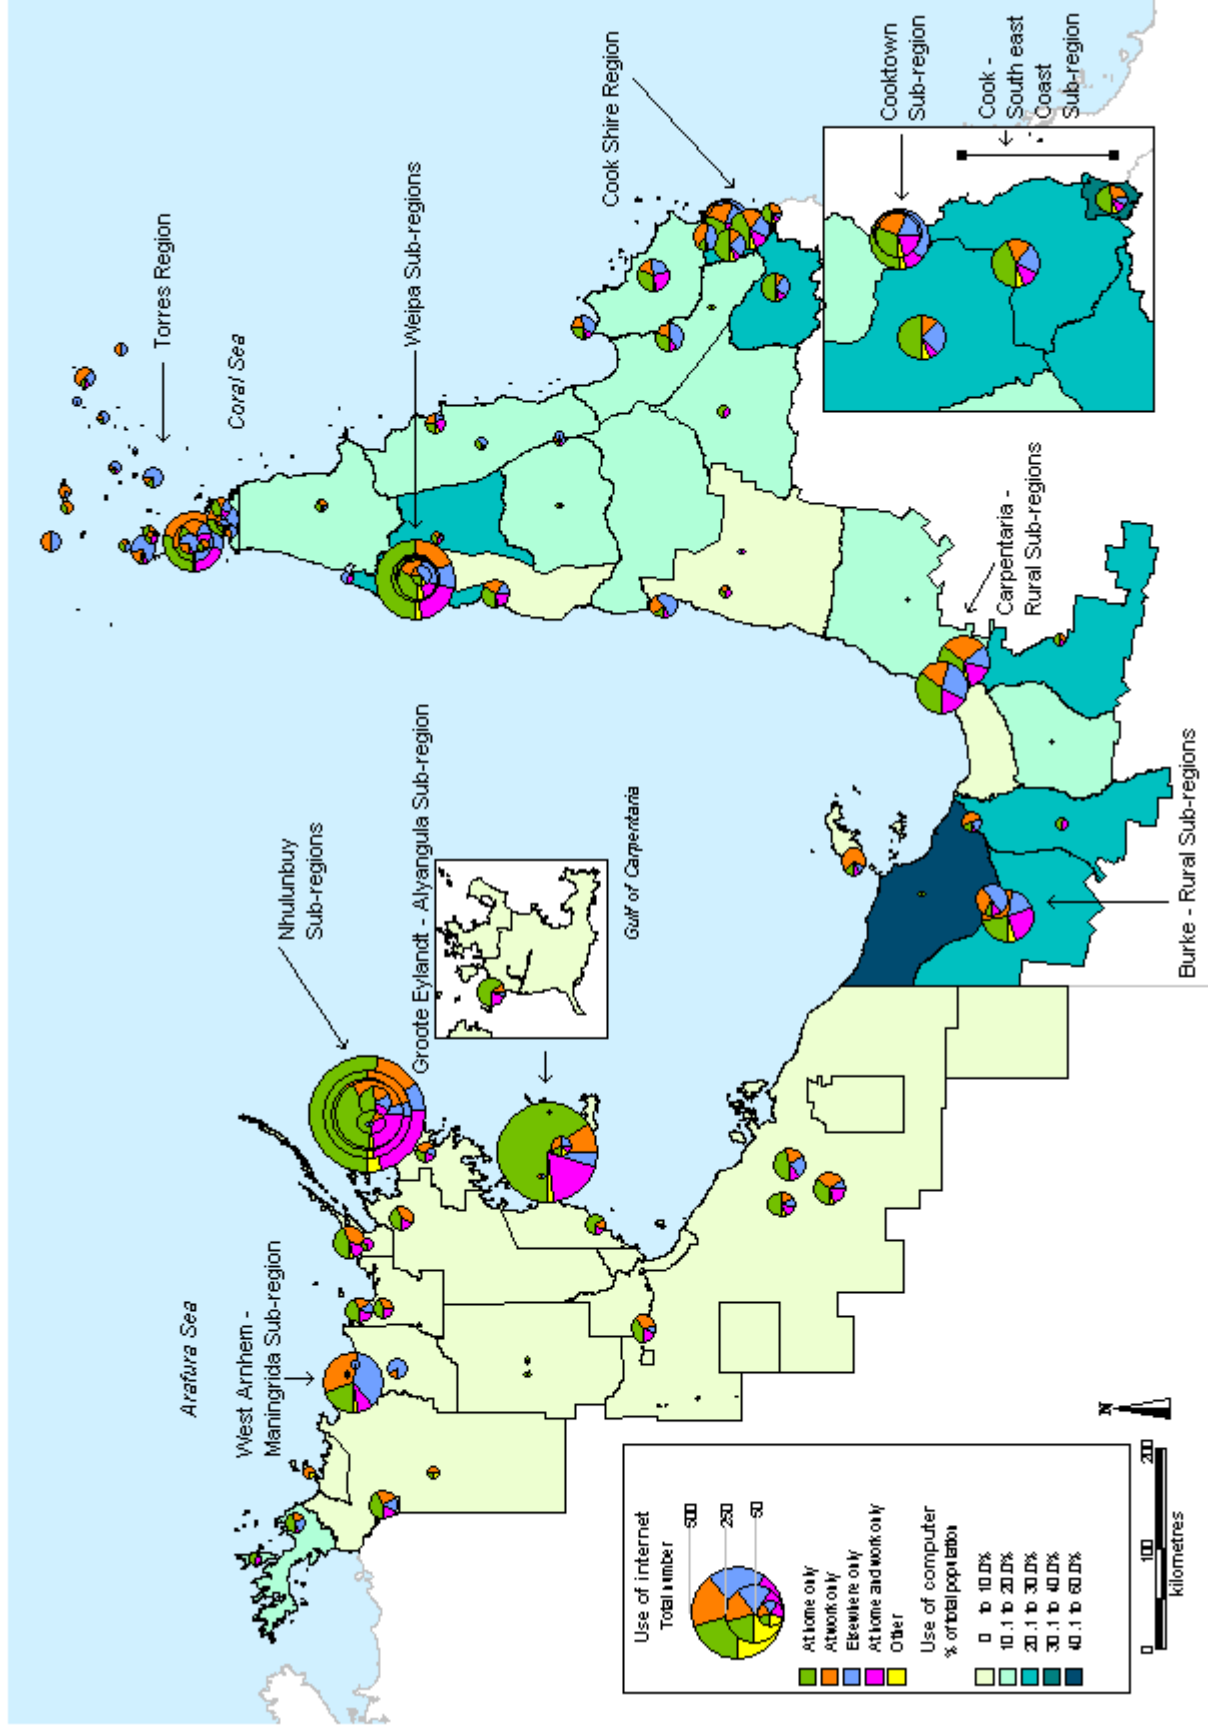 Arafura Sea
West Arnhem -
Maningrida Sub-region
Nhulunbuy
Sub-regions
Groote Eylandt - Alyangula Sub-region
Gulf of Carpentaria
Torres Region
Coral Sea
Weipa Sub-regions
Cook Shire Region
Cooktown
Sub-region
Cook -
South east
Coast
Sub-region
Carpentaria -
Rural Sub-regions
Burke - Rural Sub-regions
Use of internet
Total number
500
250
50
At home only
At work only
Elsewhere only
At home and work only
Other
Use of computer
% of total population
0 to 10.0%
10.1 to 20.0%
20.1 to 30.0%
30.1 to 40.0%
40.1 to 60.0%
N
0 100 200
kilometres